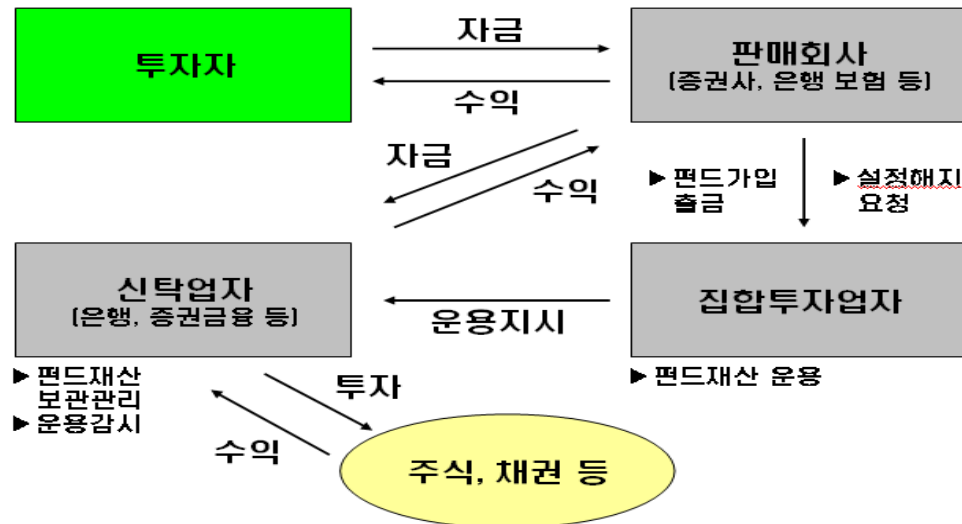 투자자
자금
수익
판매회사
(증권사, 은행 보험 등)
자금
수익
▶ 펀드가입
출금
▶ 설정해지
요청
신탁업자
(은행, 증권금융 등)
운용지시
집합투자업자
▶ 펀드재산
보관관리
▶ 운용감시
▶ 펀드재산 운용
투자
수익
주식, 채권 등